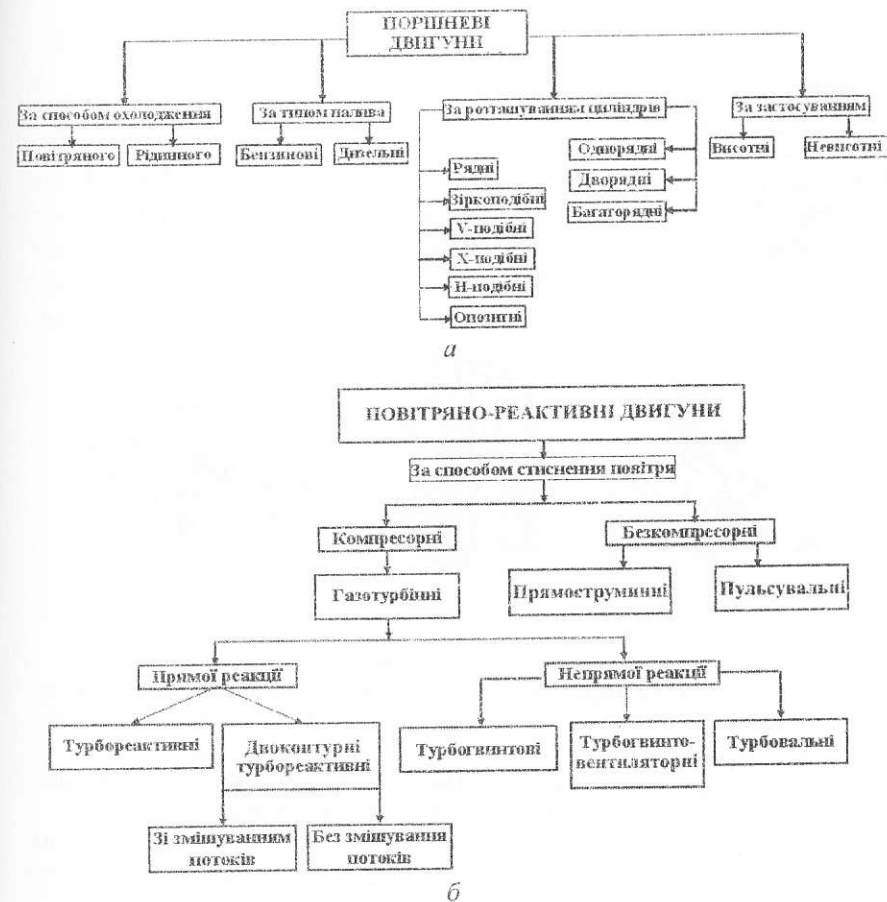 ПОРШНЕВІ
ДВИГУНИ
За способом охолодження
За типом палива
За розташуванням циліндрів
За застосуванням
Повітряного
Рідинного
Бензинові
Дизельні
Рядні
Зіркоподібні
V-подібні
Х-подібні
Н-подібні
Опозитні
Однорядні
Дворядні
Багаторядні
Висотні
Невисотні
а
ПОВІТРЯНО-РЕАКТИВНІ ДВИГУНИ
За способом стиснення повітря
Компресорні
Безкомпресорні
Газотурбінні
Прямоструминні
Пульсувальні
Прямої реакції
Непрямої реакції
Турбореактивні
Двоконтурні
турбореактивні
Турбогвинтові
Турбогвинто-
вентиляторні
Турбовальні
Зі змішуванням
потоків
Без змішування
потоків
б